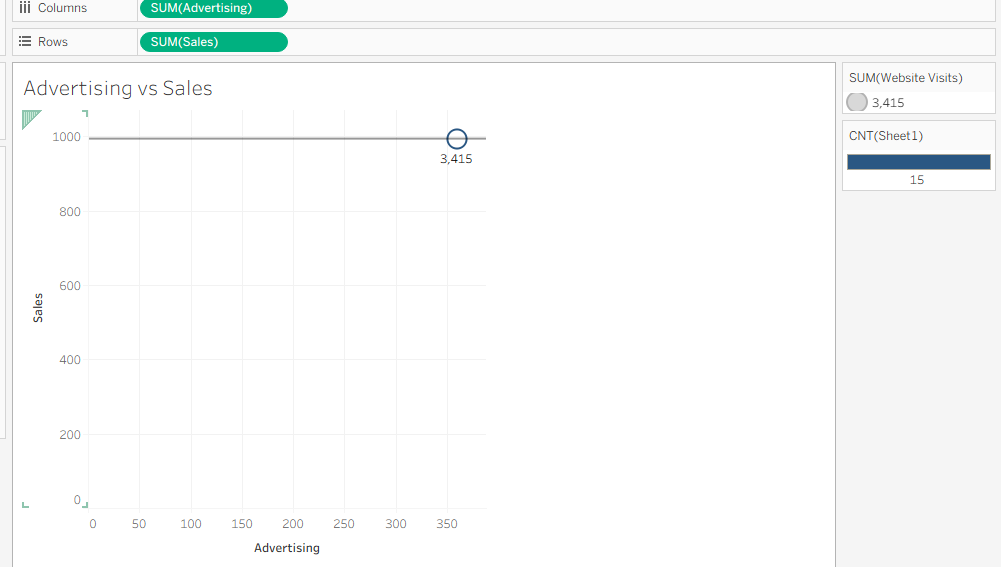 Columns
SUM(Advertising)
Rows
SUM(Sales)
Advertising vs Sales
1000
800
600
400
200
0
Sales
3,415
0 50 100 150 200 250 300 350
Advertising
SUM(Website Visits)
3,415
CNT(Sheet1)
15